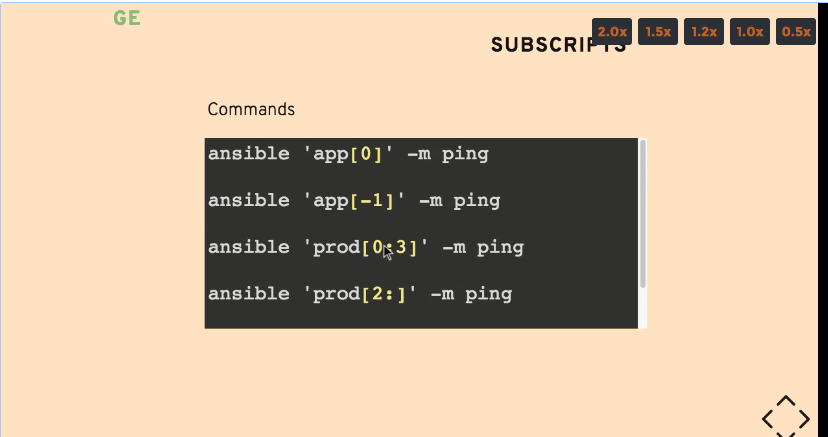 GE
SUBSCRIPTS
2.0x 1.5x 1.2x 1.0x 0.5x
Commands
ansible 'app[0]' -m ping
ansible 'app[-1]' -m ping
ansible 'prod[0:3]' -m ping
ansible 'prod[2:]' -m ping